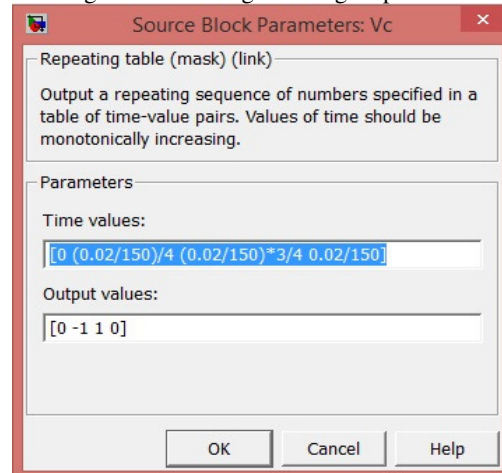 Source Block Parameters: Vc
Repeating table (mask) (link)
Output a repeating sequence of numbers specified in a
table of time-value pairs. Values of time should be
monotonically increasing.
Parameters
Time values:
[0 (0.02/150)/4 (0.02/150)*3/4 0.02/150]
Output values:
[0 -1 1 0]
OK
Cancel
Help